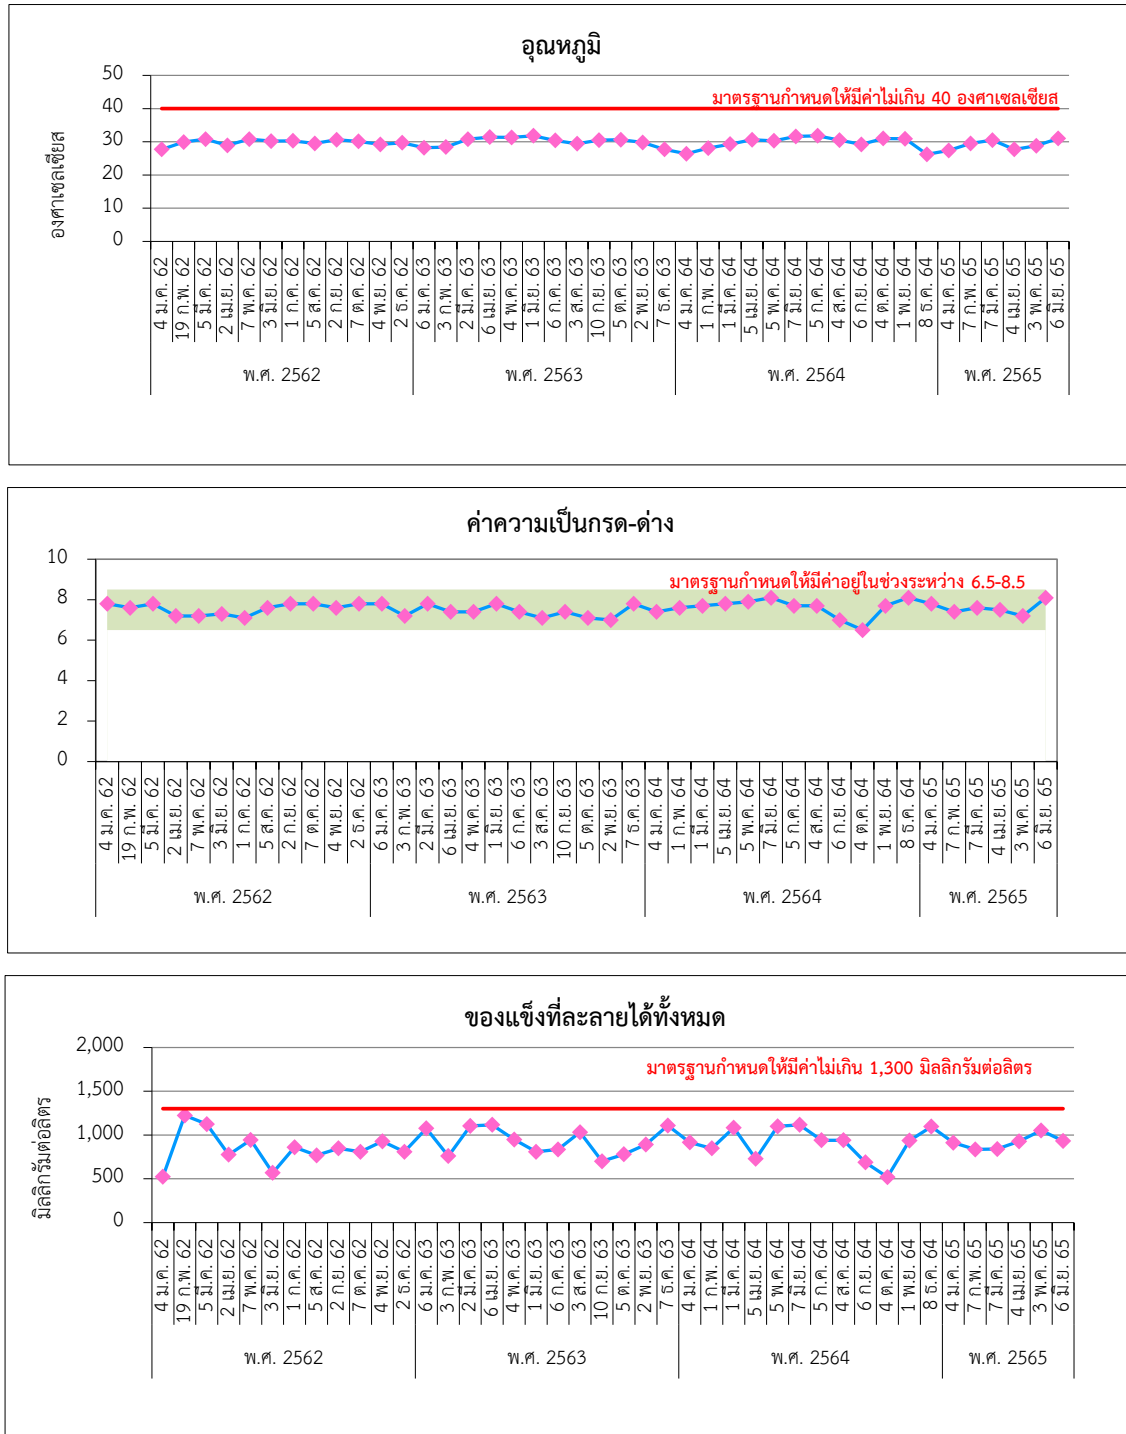 อุณหภูมิ
มาตรฐานกำหนดให้มีค่าไม่เกิน 40 องศาเซลเซียส
องศาเซลเซียส
50
40
30
20
10
0
4 ม.ค. 62
19 ก.พ. 62
5 มี.ค. 62
2 เม.ย. 62
7 พ.ค. 62
3 มิ.ย. 62
1 ก.ค. 62
5 ส.ค. 62
2 ก.ย. 62
7 ต.ค. 62
4 พ.ย. 62
2 ธ.ค. 62
6 ม.ค. 63
3 ก.พ. 63
2 มี.ค. 63
6 เม.ย. 63
4 พ.ค. 63
1 มิ.ย. 63
6 ก.ค. 63
3 ส.ค. 63
10 ก.ย. 63
5 ต.ค. 63
2 พ.ย. 63
7 ธ.ค. 63
4 ม.ค. 64
1 ก.พ. 64
1 มี.ค. 64
5 เม.ย. 64
5 พ.ค. 64
7 มิ.ย. 64
5 ก.ค. 64
4 ส.ค. 64
6 ก.ย. 64
4 ต.ค. 64
1 พ.ย. 64
8 ธ.ค. 64
4 ม.ค. 65
7 ก.พ. 65
7 มี.ค. 65
4 เม.ย. 65
3 พ.ค. 65
6 มิ.ย. 65
พ.ศ. 2562
พ.ศ. 2563
พ.ศ. 2564
พ.ศ. 2565
ค่าความเป็นกรด-ด่าง
มาตรฐานกำหนดให้มีค่าอยู่ในช่วงระหว่าง 6.5-8.5
10
8
6
4
2
0
4 ม.ค. 62
19 ก.พ. 62
5 มี.ค. 62
2 เม.ย. 62
7 พ.ค. 62
3 มิ.ย. 62
1 ก.ค. 62
5 ส.ค. 62
2 ก.ย. 62
7 ต.ค. 62
4 พ.ย. 62
2 ธ.ค. 62
6 ม.ค. 63
3 ก.พ. 63
2 มี.ค. 63
6 เม.ย. 63
4 พ.ค. 63
1 มิ.ย. 63
6 ก.ค. 63
3 ส.ค. 63
10 ก.ย. 63
5 ต.ค. 63
2 พ.ย. 63
7 ธ.ค. 63
4 ม.ค. 64
1 ก.พ. 64
1 มี.ค. 64
5 เม.ย. 64
5 พ.ค. 64
7 มิ.ย. 64
5 ก.ค. 64
4 ส.ค. 64
6 ก.ย. 64
4 ต.ค. 64
1 พ.ย. 64
8 ธ.ค. 64
4 ม.ค. 65
7 ก.พ. 65
7 มี.ค. 65
4 เม.ย. 65
3 พ.ค. 65
6 มิ.ย. 65
พ.ศ. 2562
พ.ศ. 2563
พ.ศ. 2564
พ.ศ. 2565
ของแข็งที่ละลายได้ทั้งหมด
มาตรฐานกำหนดให้มีค่าไม่เกิน 1,300 มิลลิกรัมต่อลิตร
มิลลิกรัมต่อลิตร
2,000
1,500
1,000
500
0
4 ม.ค. 62
19 ก.พ. 62
5 มี.ค. 62
2 เม.ย. 62
7 พ.ค. 62
3 มิ.ย. 62
1 ก.ค. 62
5 ส.ค. 62
2 ก.ย. 62
7 ต.ค. 62
4 พ.ย. 62
2 ธ.ค. 62
6 ม.ค. 63
3 ก.พ. 63
2 มี.ค. 63
6 เม.ย. 63
4 พ.ค. 63
1 มิ.ย. 63
6 ก.ค. 63
3 ส.ค. 63
10 ก.ย. 63
5 ต.ค. 63
2 พ.ย. 63
7 ธ.ค. 63
4 ม.ค. 64
1 ก.พ. 64
1 มี.ค. 64
5 เม.ย. 64
5 พ.ค. 64
7 มิ.ย. 64
5 ก.ค. 64
4 ส.ค. 64
6 ก.ย. 64
4 ต.ค. 64
1 พ.ย. 64
8 ธ.ค. 64
4 ม.ค. 65
7 ก.พ. 65
7 มี.ค. 65
4 เม.ย. 65
3 พ.ค. 65
6 มิ.ย. 65
พ.ศ. 2562
พ.ศ. 2563
พ.ศ. 2564
พ.ศ. 2565